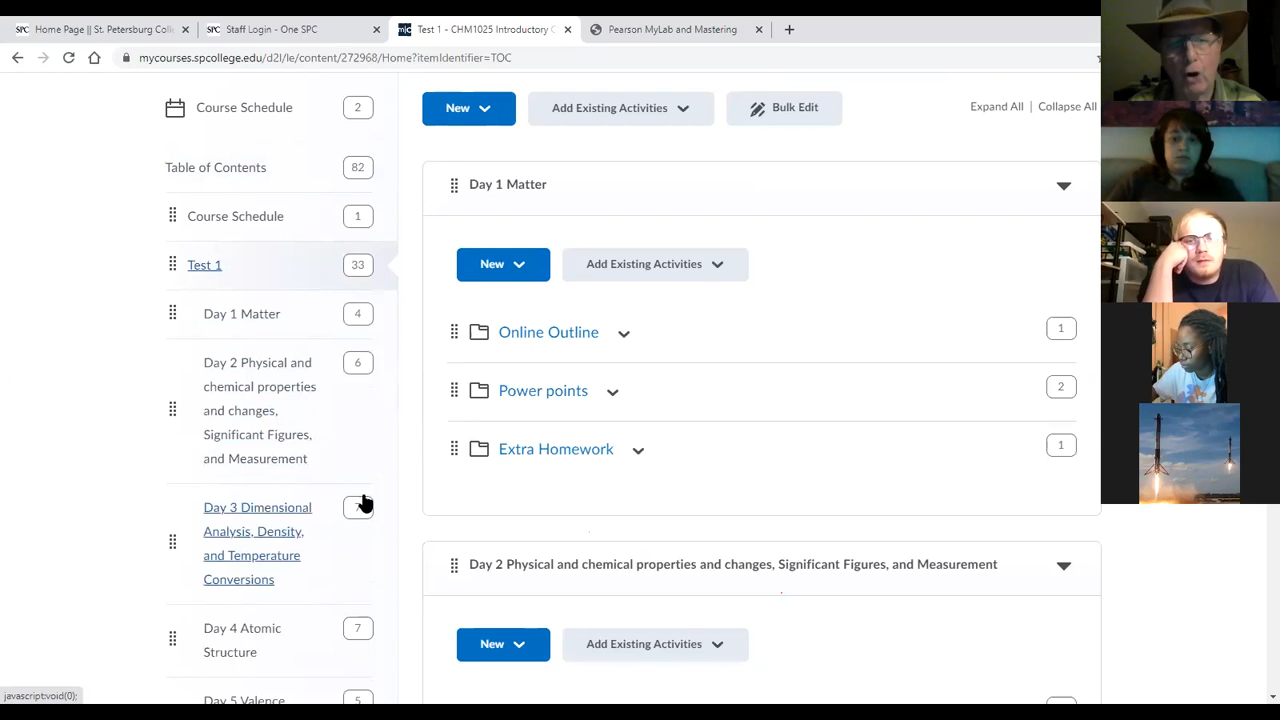 Home Page || St. Petersburg Coll
Staff Login - One SPC
Test 1 - CHM1025 Introductory C
Pearson MyLab and Mastering
mycourses.spcollege.edu/d2l/le/content/272968/Home?itemIdentifier=TOC
Course Schedule 2
Table of Contents 82
Course Schedule 1
Test 1 33
Day 1 Matter 4
Day 2 Physical and 6
chemical properties
and changes,
Significant Figures,
and Measurement
Day 3 Dimensional
Analysis, Density,
and Temperature
Conversions
Day 4 Atomic 7
Structure
Day 5 Valence 5
New
Add Existing Activities
Bulk Edit
Expand All | Collapse All
Day 1 Matter
New
Add Existing Activities
Online Outline 1
Power points 2
Extra Homework 1
Day 2 Physical and chemical properties and changes, Significant Figures, and Measurement
New
Add Existing Activities
javascript:void(0);